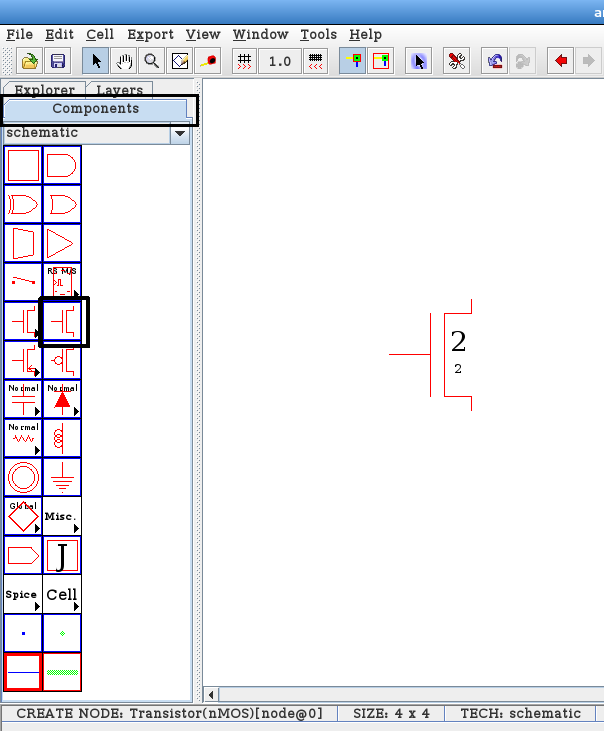 File Edit Cell Export View Window Tools Help
1.0
Explorer Layers
Components
schematic
RS M/S
Normal Normal
Normal
Global Misc.
J
Spice Cell
2
2
CREATE NODE: Transistor(nMOS)[node@0] SIZE: 4 x 4 TECH: schematic